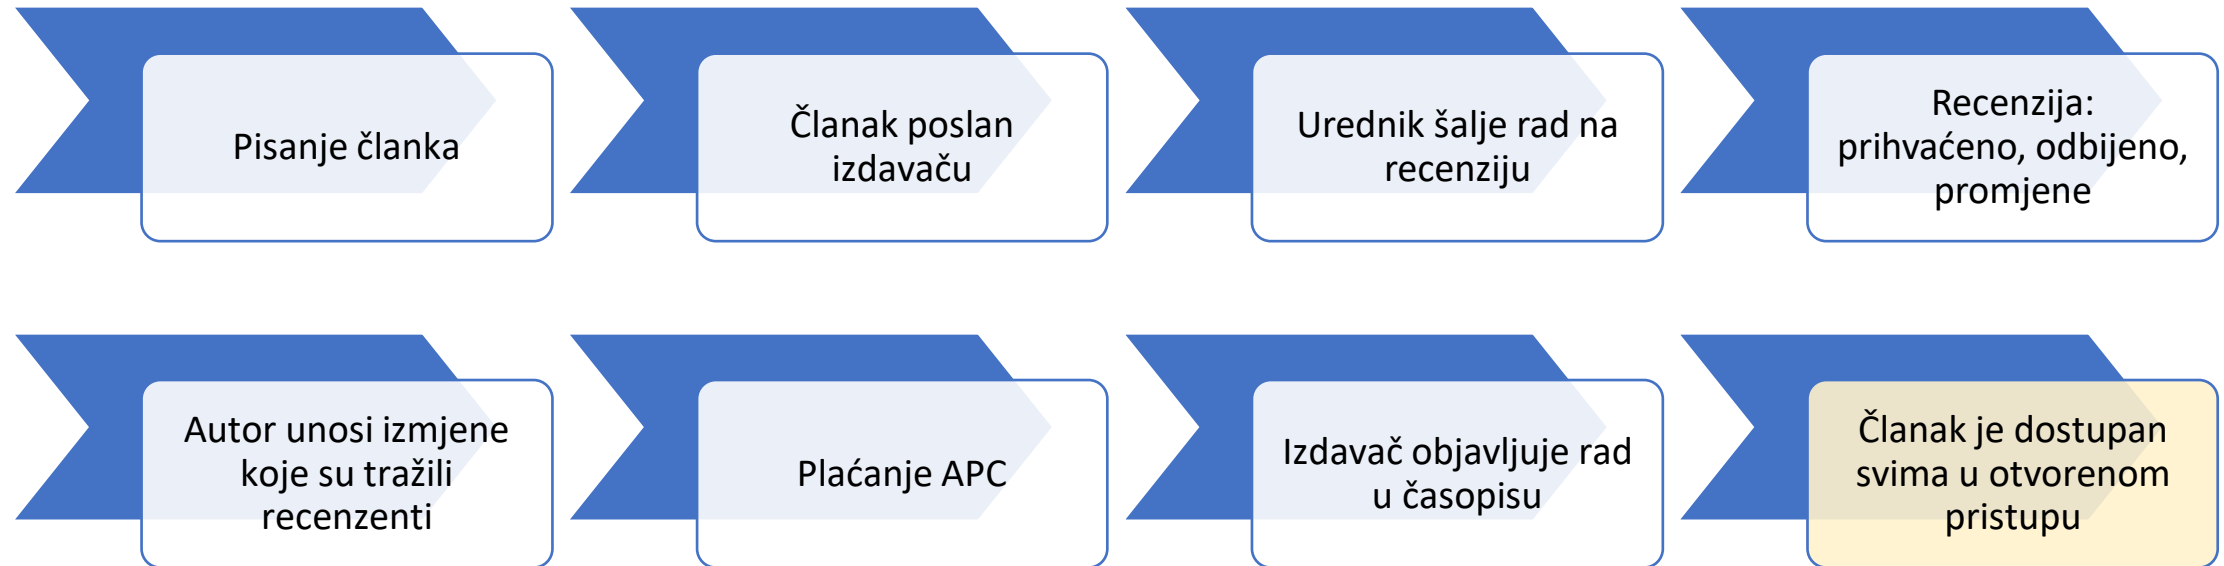 Pisanje članka
Članak poslan
izdavaču
Urednik šalje rad na
recenziju
Recenzija:
prihvaćeno, odbijeno,
promjene
Autor unosi izmjene
koje su tražili
recenzenti
Plaćanje APC
Izdavač objavljuje rad
u časopisu
Članak je dostupan
svima u otvorenom
pristupu